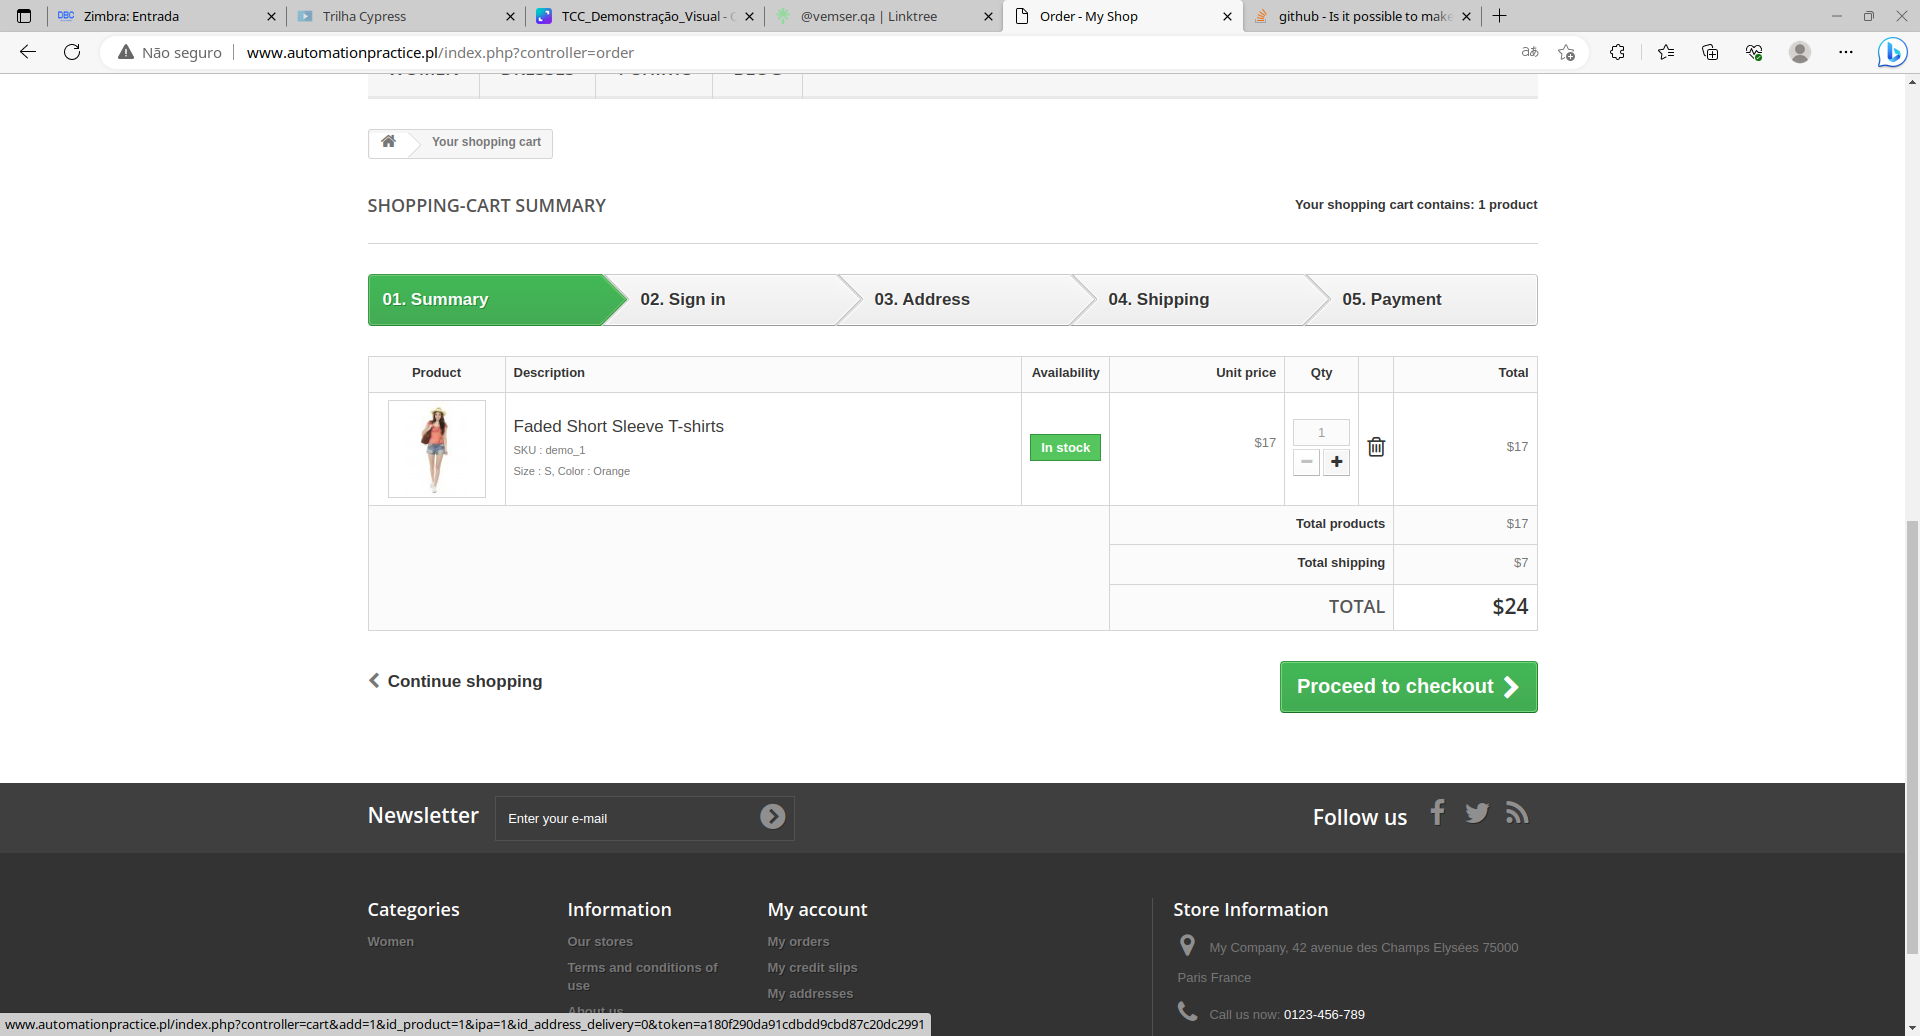 Zimbra: Entrada
Trilha Cypress
TCC_Demonstração_Visual -
@vemser.qa | Linktree
Order - My Shop
github - Is it possible to make
Não seguro
www.automationpractice.pl/index.php?controller=order
WOMEN DRESSES T-SHIRTS BLOG
Your shopping cart
SHOPPING-CART SUMMARY
Your shopping cart contains: 1 product
01. Summary
02. Sign in
03. Address
04. Shipping
05. Payment
Product Description Availability Unit price Qty Total
Faded Short Sleeve T-shirts
SKU : demo_1
Size : S, Color : Orange
In stock
$17
1
$17
Total products $17
Total shipping $7
TOTAL $24
Continue shopping
Proceed to checkout
Newsletter
Enter your e-mail
Follow us
Categories
Women
Information
Our stores
Terms and conditions of
use
About us
My account
My orders
My credit slips
My addresses
Store Information
My Company, 42 avenue des Champs Elysées 75000
Paris France
Call us now: 0123-456-789
www.automationpractice.pl/index.php?controller=cart&add=1&id_product=1&ipa=1&id_address_delivery=0&token=a180f290da91cdbdd9cbd87c20dc2991